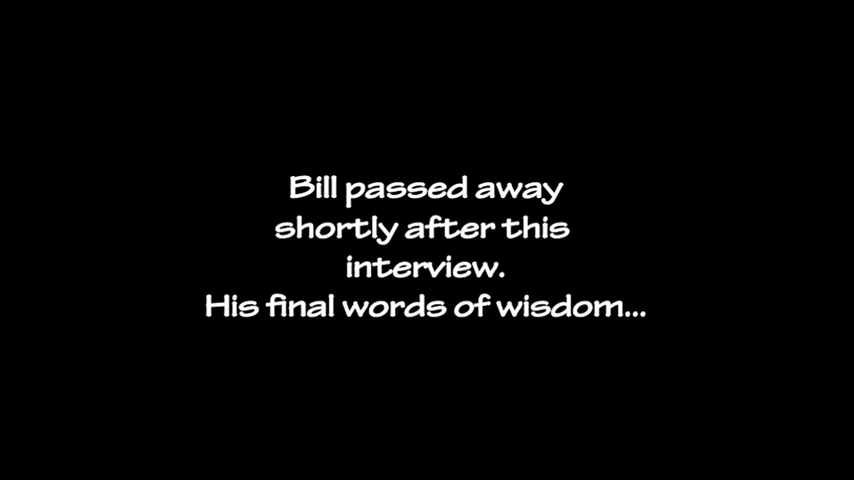 Bill passed away
shortly after this
interview.
His final words of wisdom...